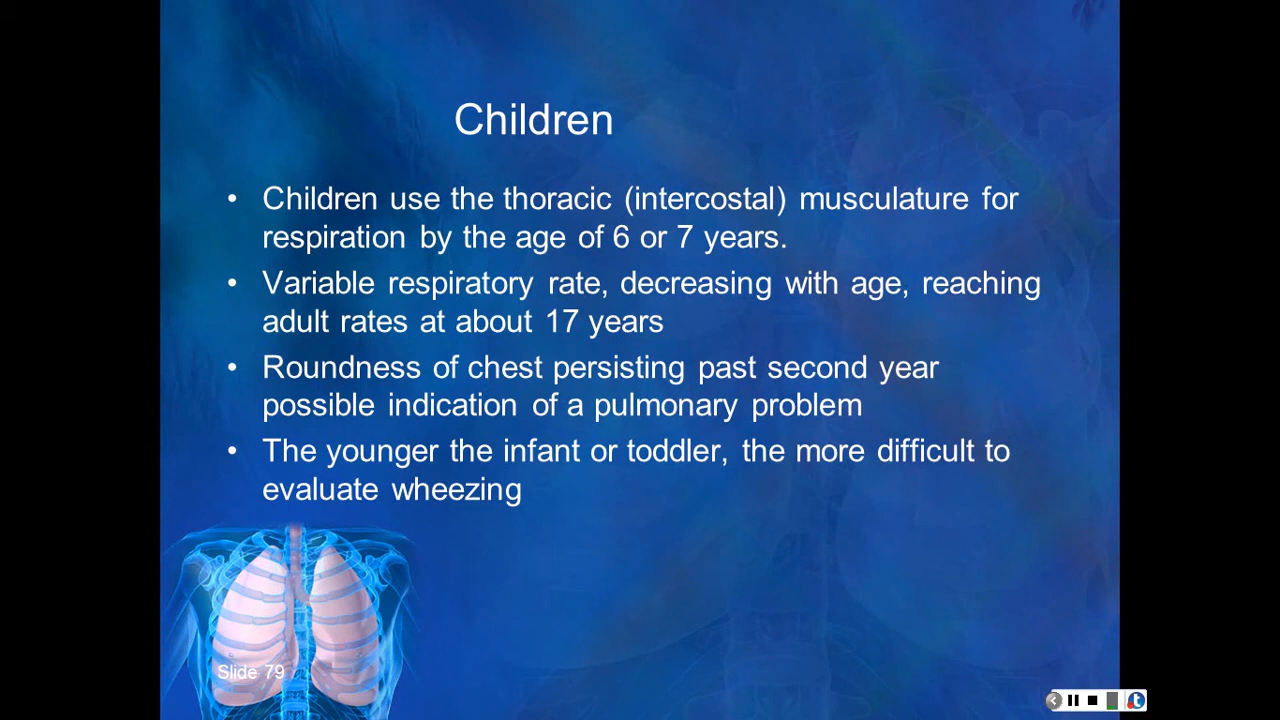 Children
• Children use the thoracic (intercostal) musculature for
respiration by the age of 6 or 7 years.
• Variable respiratory rate, decreasing with age, reaching
adult rates at about 17 years
• Roundness of chest persisting past second year
possible indication of a pulmonary problem
• The younger the infant or toddler, the more difficult to
evaluate wheezing
Slide 79
t